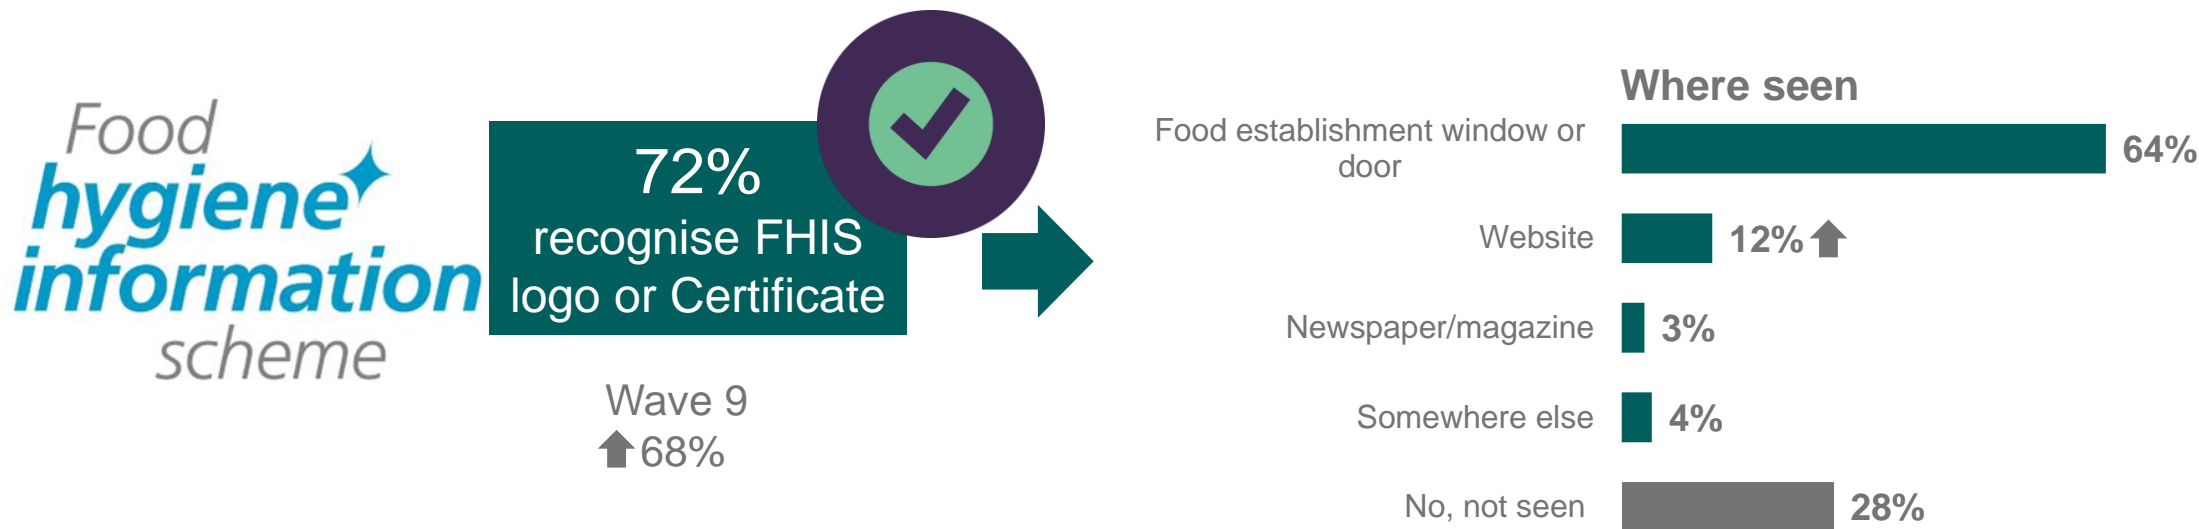 Food
hygiene
information
scheme
72%
recognise FHIS
logo or Certificate
Wave 9
68%
Where seen
Food establishment window or
door
64%
Website
12%
Newspaper/magazine
3%
Somewhere else
4%
No, not seen
28%